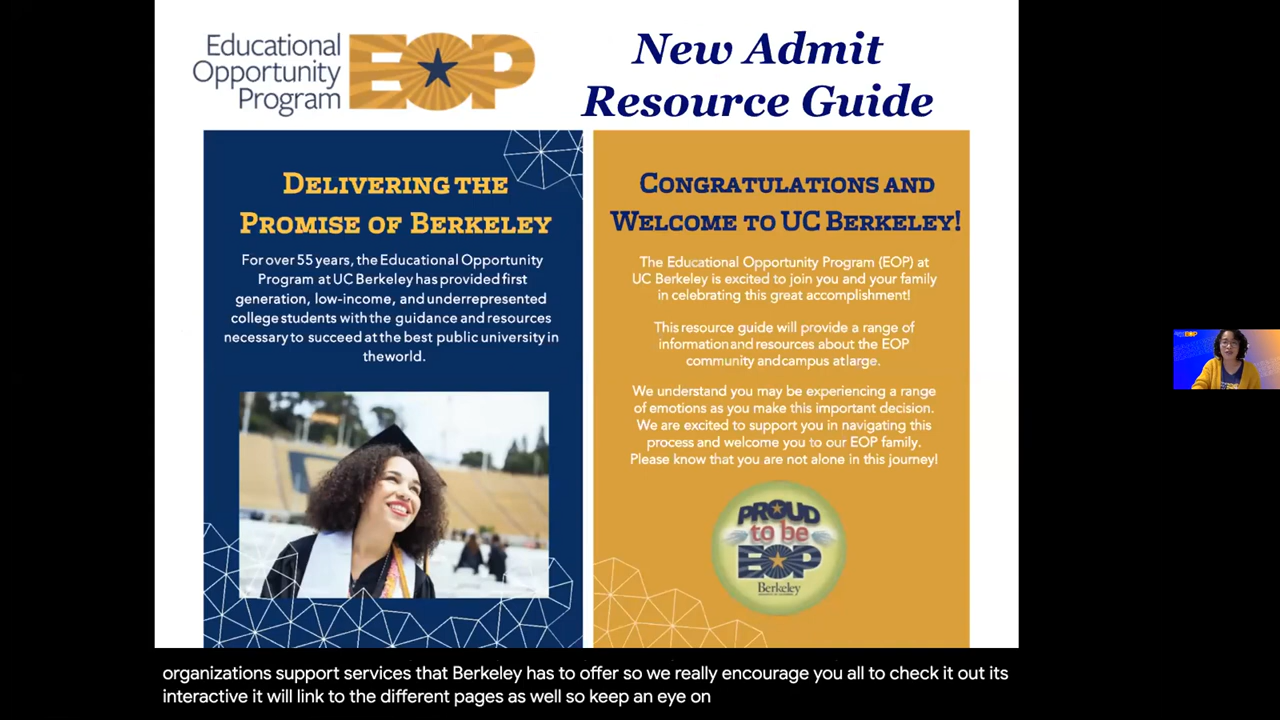 Educational
Opportunity
Program
EOP
New Admit
Resource Guide
DELIVERING THE
PROMISE OF BERKELEY
For over 55 years, the Educational Opportunity
Program at UC Berkeley has provided first
generation, low-income, and underrepresented
college students with the guidance and resources
necessary to succeed at the best public university in
theworld.
CONGRATULATIONS AND
WELCOME TO UC BERKELEY!
The Educational Opportunity Program (EOP) at
UC Berkeley is excited to join you and your family
in celebrating this great accomplishment!
This resource guide will provide a range of
information and resources about the EOP
community and campus at large.
We understand you may be experiencing a range
of emotions as you make this important decision.
We are excited to support you in navigating this
process and welcome you to our EOP family.
Please know that you are not alone in this journey!
PROUD
to be
EOP
Berkeley
organizations support services that Berkeley has to offer so we really encourage you all to check it out its
interactive it will link to the different pages as well so keep an eye on